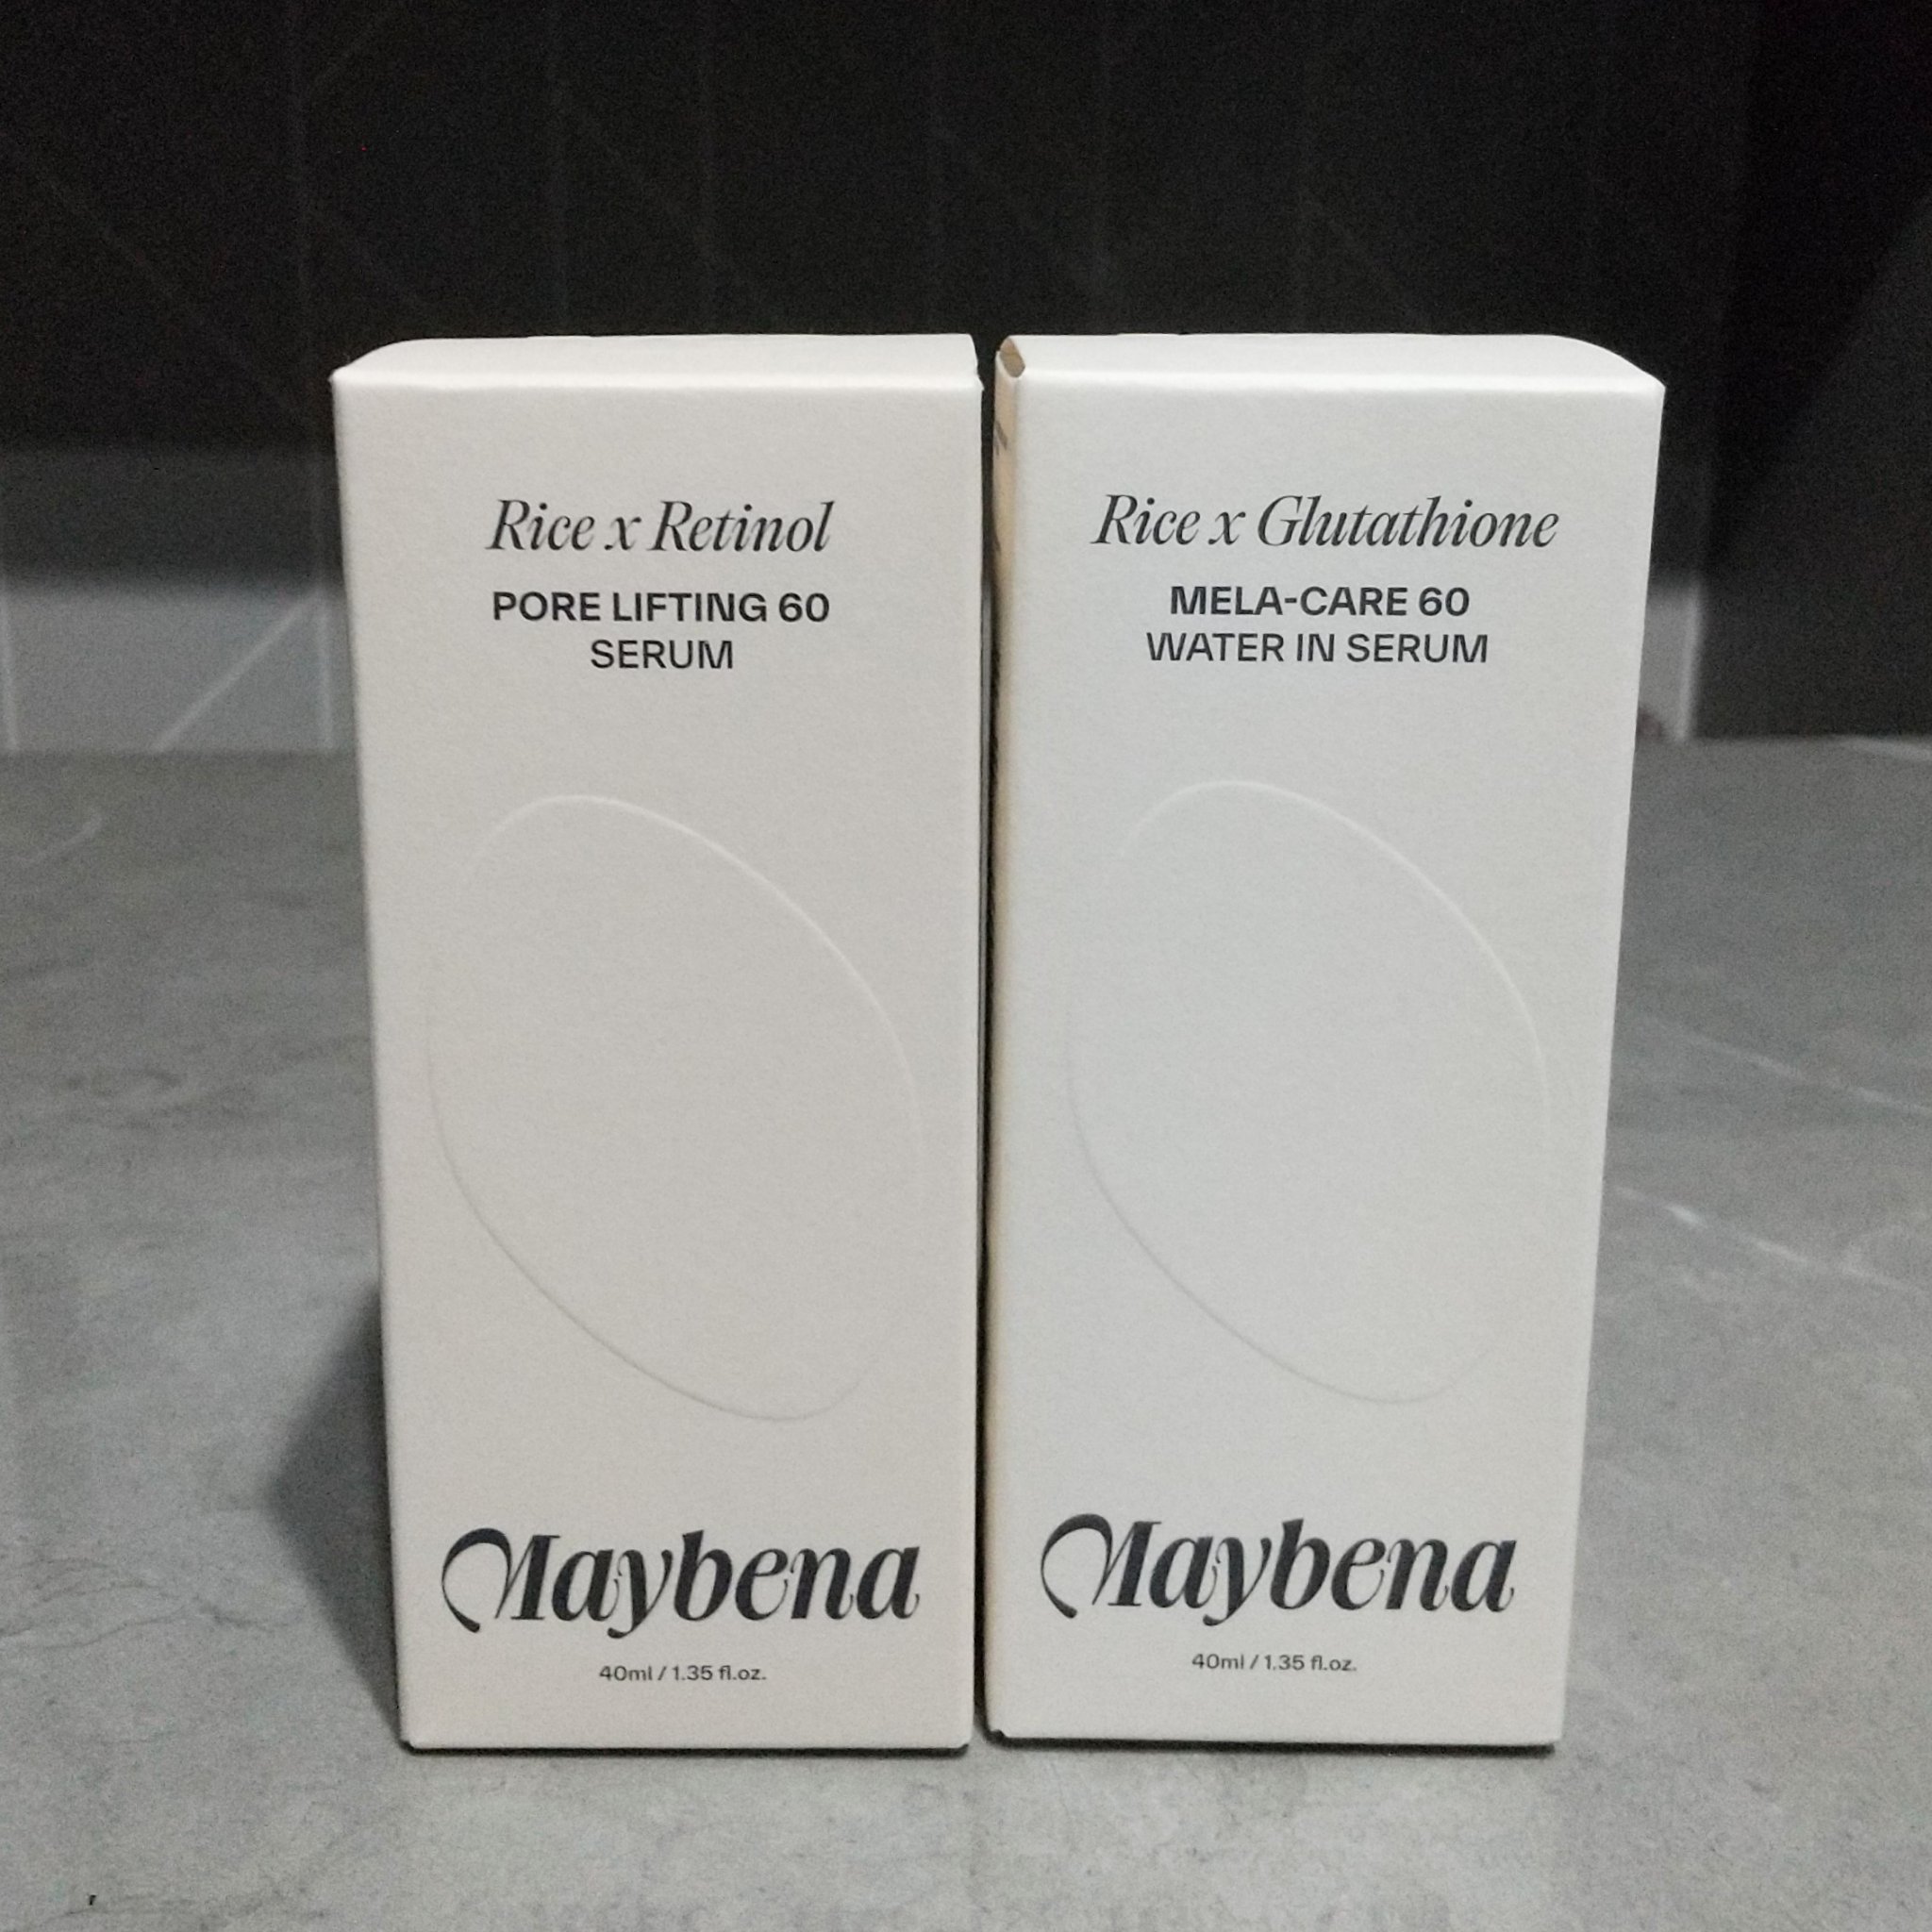 Rice x Retinol
PORE LIFTING 60
SERUM
Maybena
40ml / 1.35 fl.oz.
Rice x Glutathione
MELA-CARE 60
WATER IN SERUM
Maybena
40ml / 1.35 fl.oz.